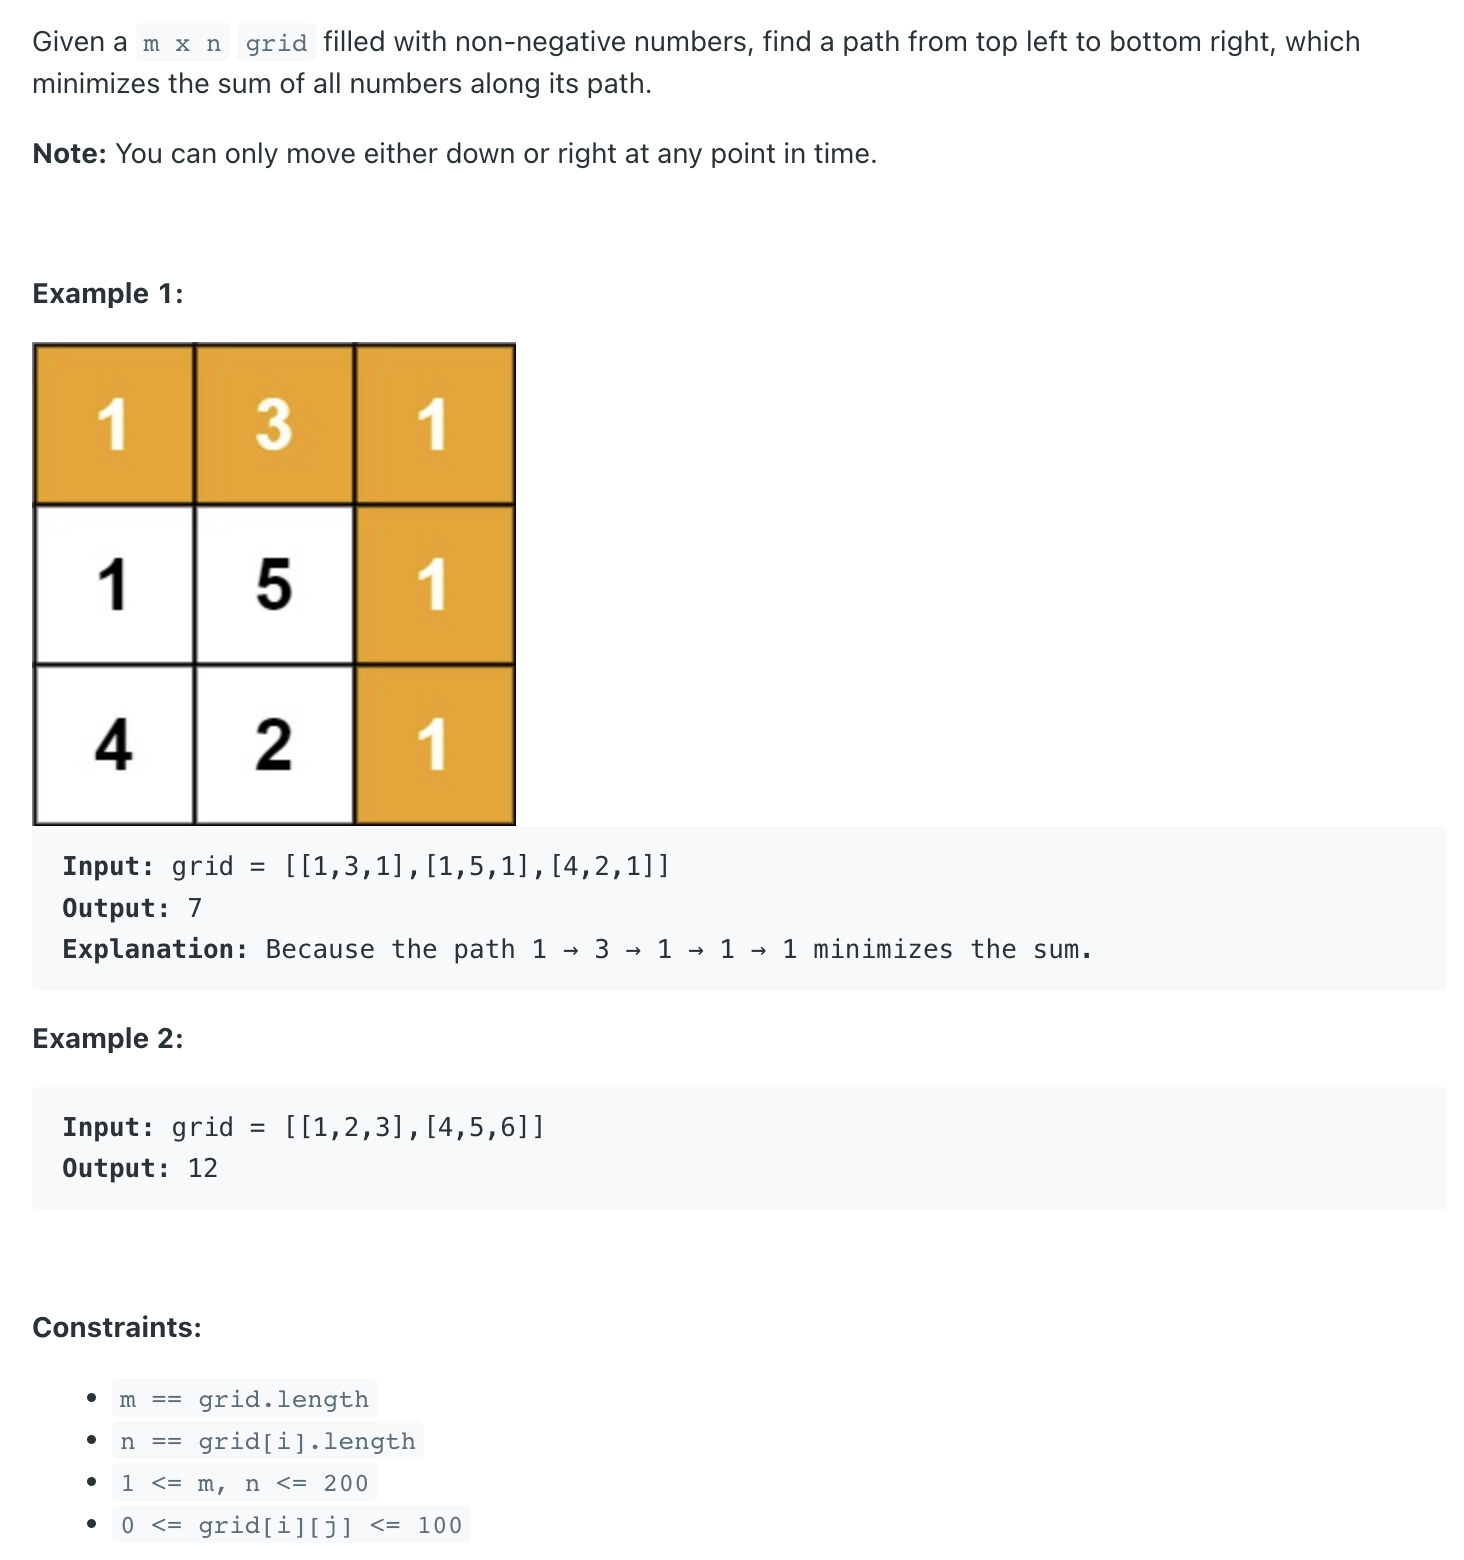 Given a m x n grid filled with non-negative numbers, find a path from top left to bottom right, which
minimizes the sum of all numbers along its path.
Note: You can only move either down or right at any point in time.
Example 1:
1 3 1
1 5 1
4 2 1
Input: grid = [[1,3,1],[1,5,1],[4,2,1]]
Output: 7
Explanation: Because the path 1 → 3 → 1 → 1 → 1 minimizes the sum.
Example 2:
Input: grid = [[1,2,3],[4,5,6]]
Output: 12
Constraints:
• m == grid.length
• n == grid[i].length
• 1 <= m, n <= 200
• 0 <= grid[i][j] <= 100